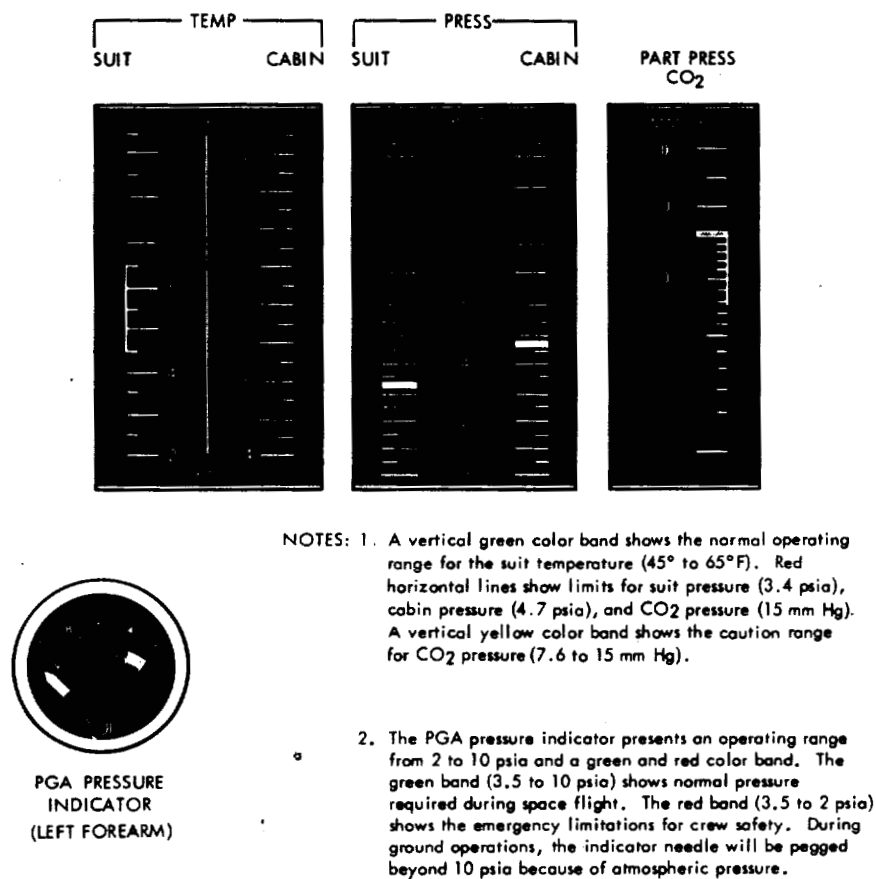 TEMP
PRESS
SUIT CABIN SUIT CABIN PART PRESS
CO2
NOTES: 1. A vertical green color band shows the normal operating
range for the suit temperature (45° to 65°F). Red
horizontal lines show limits for suit pressure (3.4 psia),
cabin pressure (4.7 psia), and CO2 pressure (15 mm Hg).
A vertical yellow color band shows the caution range
for CO2 pressure (7.6 to 15 mm Hg).
2. The PGA pressure indicator presents an operating range
from 2 to 10 psia and a green and red color band. The
green band (3.5 to 10 psia) shows normal pressure
required during space flight. The red band (3.5 to 2 psia)
shows the emergency limitations for crew safety. During
ground operations, the indicator needle will be pegged
beyond 10 psia because of atmospheric pressure.
PGA PRESSURE
INDICATOR
(LEFT FOREARM)